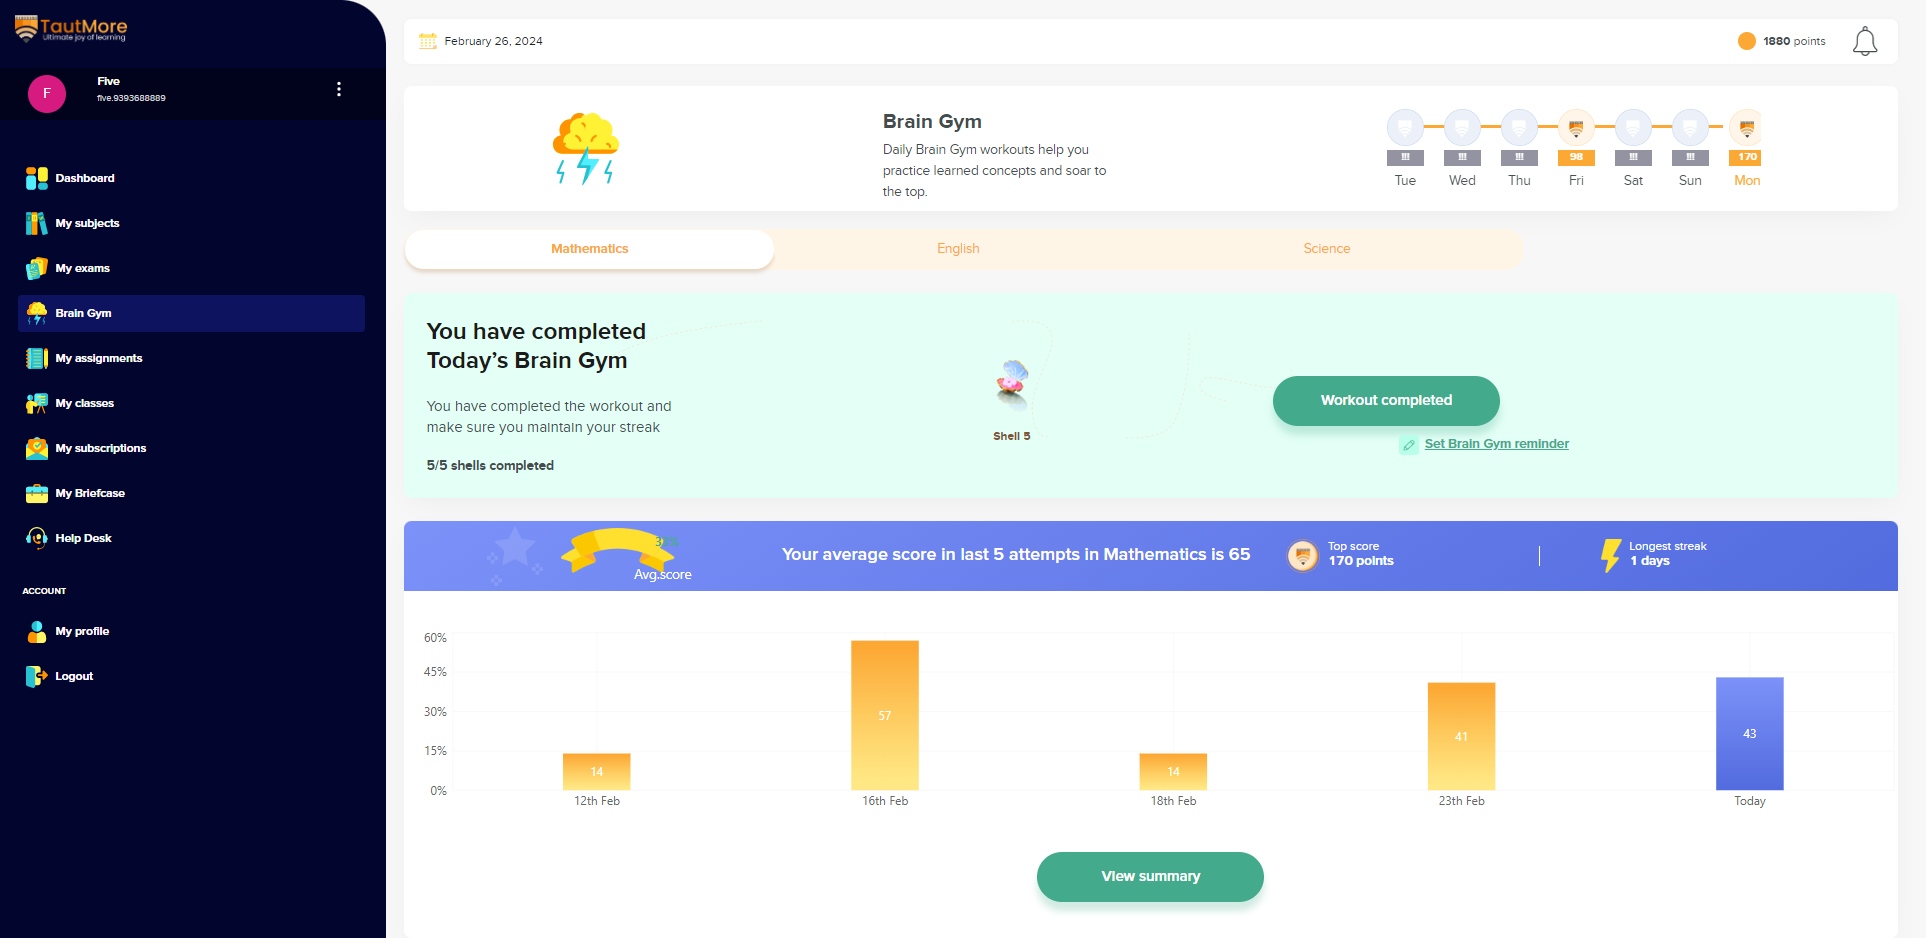 TautMore
Ultimate joy of learning
F
Five
five.9393688889
Dashboard
My subjects
My exams
Brain Gym
My assignments
My classes
My subscriptions
My Briefcase
Help Desk
ACCOUNT
My profile
Logout
February 26, 2024
1880 points
Brain Gym
Daily Brain Gym workouts help you
practice learned concepts and soar to
the top.
!!! !!! !!! 98 !!! !!! 170
Tue Wed Thu Fri Sat Sun Mon
Mathematics English Science
You have completed
Today’s Brain Gym
You have completed the workout and
make sure you maintain your streak
5/5 shells completed
Shell 5
Workout completed
Set Brain Gym reminder
Avg.score
Your average score in last 5 attempts in Mathematics is 65
Top score
170 points
Longest streak
1 days
60%
45%
30%
15%
0%
14 57 14 41 43
12th Feb 16th Feb 18th Feb 23th Feb Today
View summary